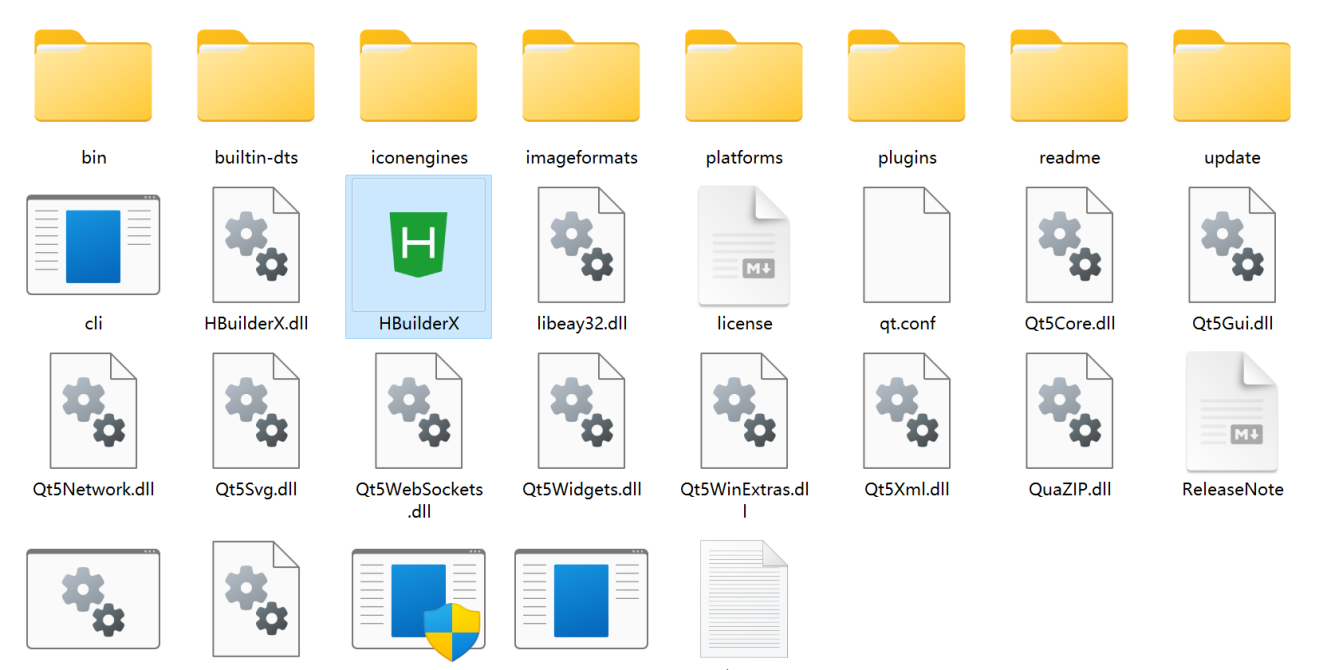 bin
builtin-dts
iconengines
imageformats
platforms
plugins
readme
update
cli
HBuilderX.dll
H
HBuilderX
libeay32.dll
M
license
qt.conf
Qt5Core.dll
Qt5Gui.dll
Qt5Network.dll
Qt5Svg.dll
Qt5WebSockets
.dll
Qt5Widgets.dll
Qt5WinExtras.dl
l
Qt5Xml.dll
QuaZIP.dll
M
ReleaseNote